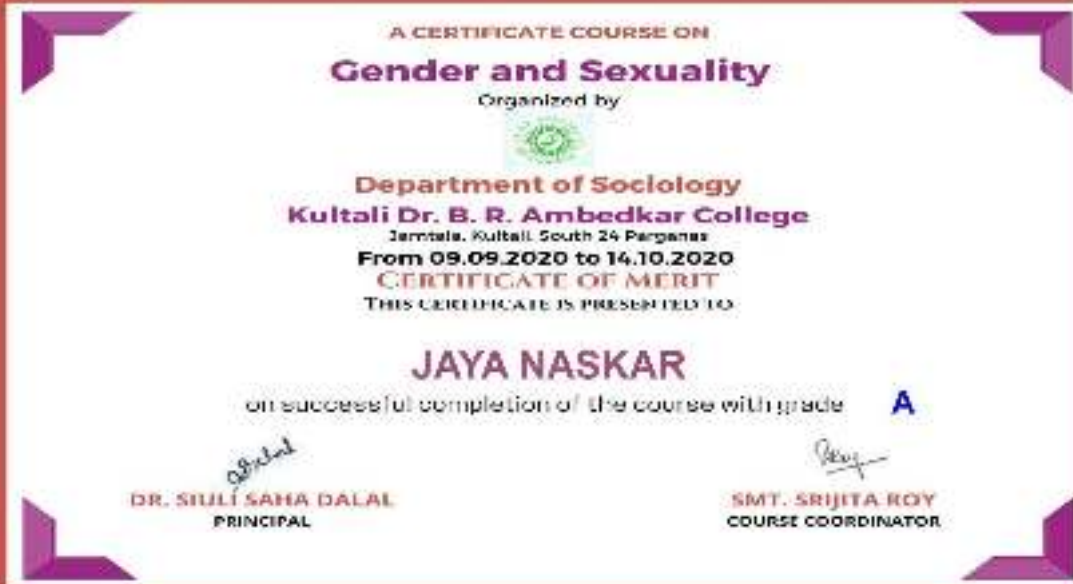 A CERTIFICATE COURSE ON
Gender and Sexuality
Organized by
Department of Sociology
Kultali Dr. B. R. Ambedkar College
Jamtala, Kultali, South 24 Parganas
From 09.09.2020 to 14.10.2020
CERTIFICATE OF MERIT
THIS CERTIFICATE IS PRESENTED TO
JAYA NASKAR
on successful completion of the course with grade A
DR. SIULI SAHA DALAL
PRINCIPAL
SMT. SRIJITA ROY
COURSE COORDINATOR